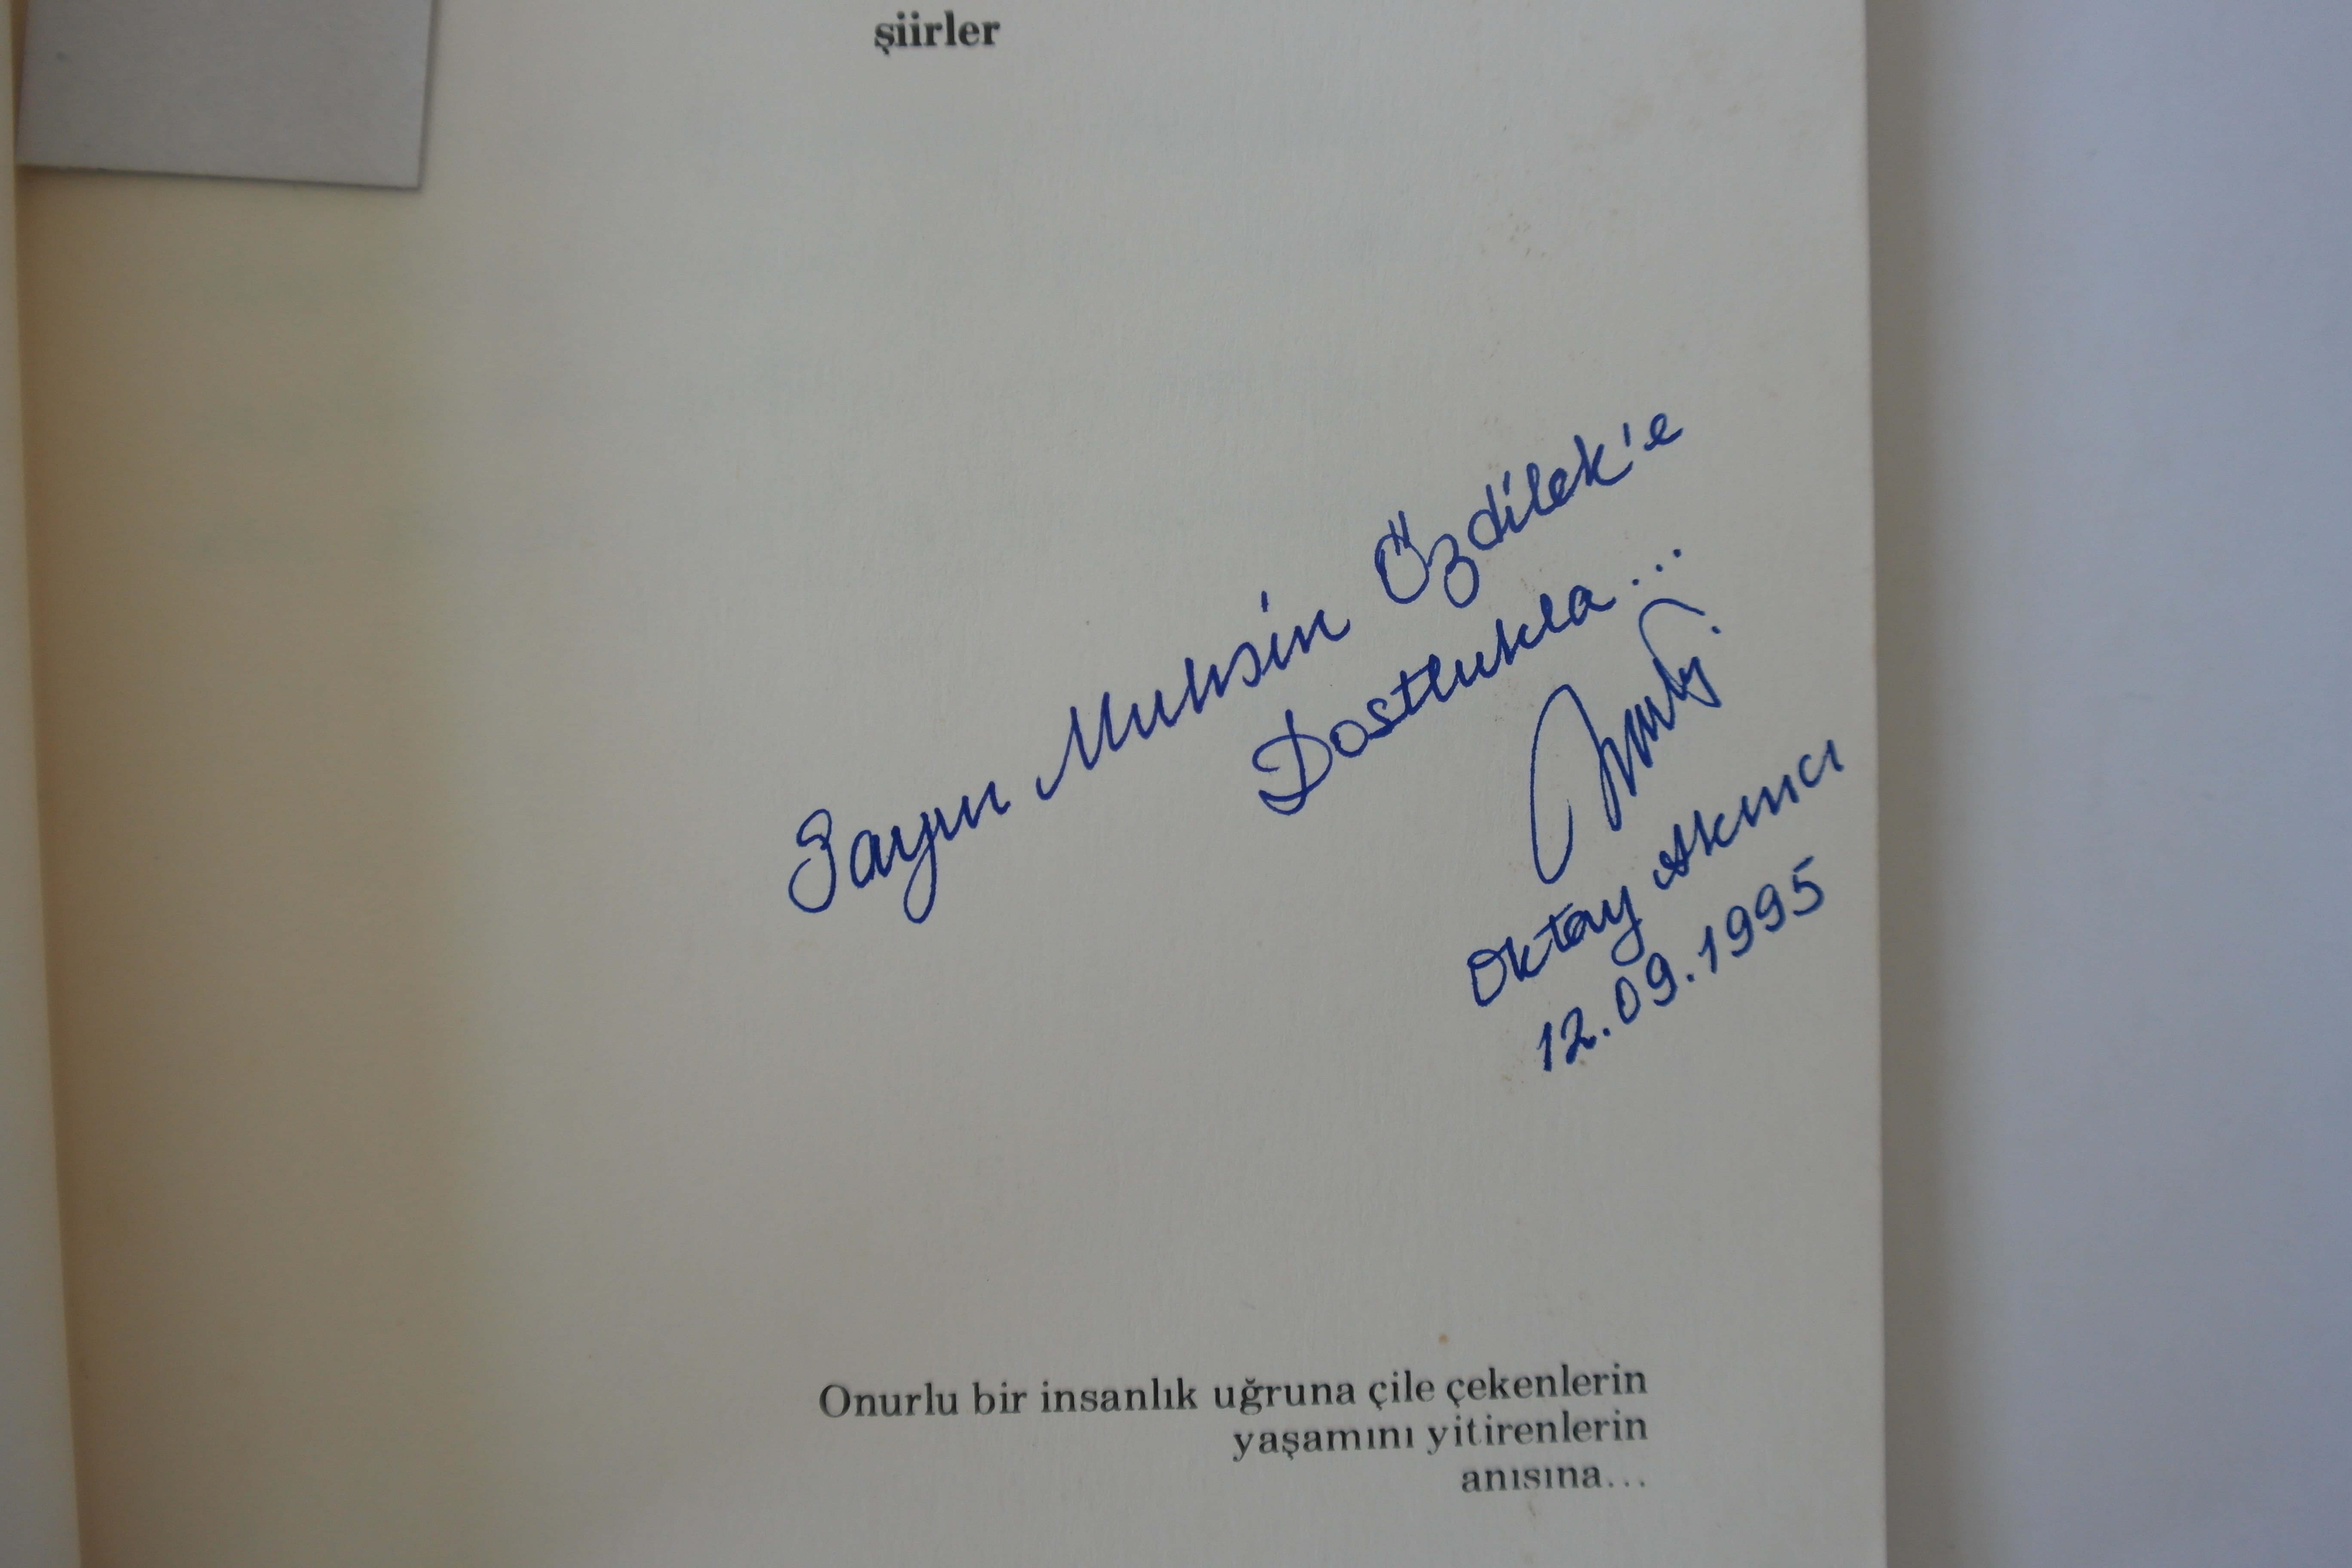 şiirler
Sayın Muhsin Özdilek'e
Dostlukla...
Oktay Akıncı
12.09.1995
Onurlu bir insanlık uğruna çile çekenlerin
yaşamını yitirenlerin
anısına...